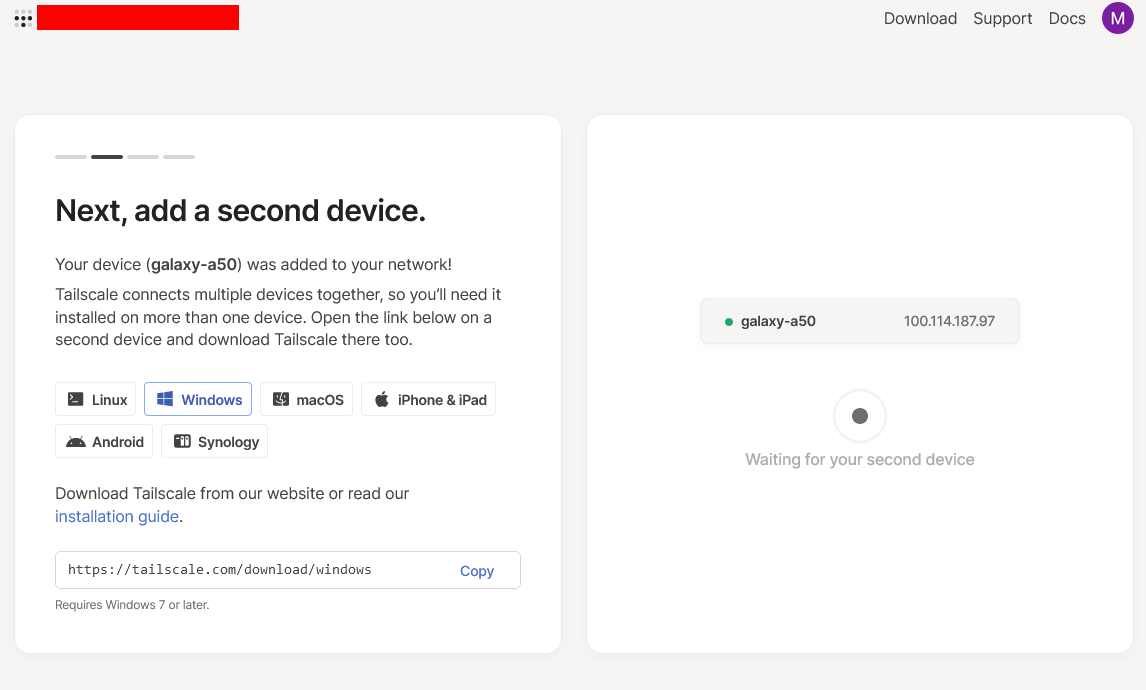 Download Support Docs M
Next, add a second device.
Your device (galaxy-a50) was added to your network!
Tailscale connects multiple devices together, so you’ll need it
installed on more than one device. Open the link below on a
second device and download Tailscale there too.
Linux Windows macOS iPhone & iPad
Android Synology
Download Tailscale from our website or read our
installation guide.
https://tailscale.com/download/windows Copy
Requires Windows 7 or later.
galaxy-a50 100.114.187.97
Waiting for your second device